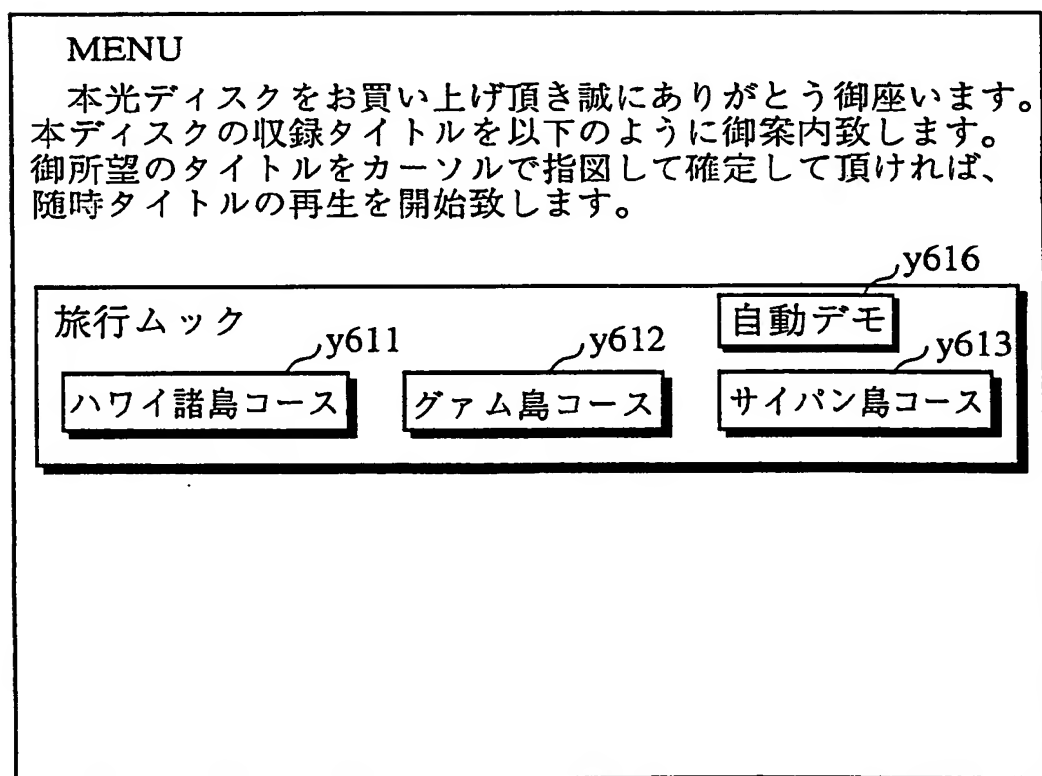 MENU
本光ディスクをお買い上げ頂き誠にありがとう御座います。
本ディスクの収録タイトルを以下のように御案内致します。
御所望のタイトルをカーソルで指図して確定して頂ければ、
随時タイトルの再生を開始致します。
y616
旅行ムック
自動デモ
y611
y612
y613
ハワイ諸島コース
グァム島コース
サイパン島コース